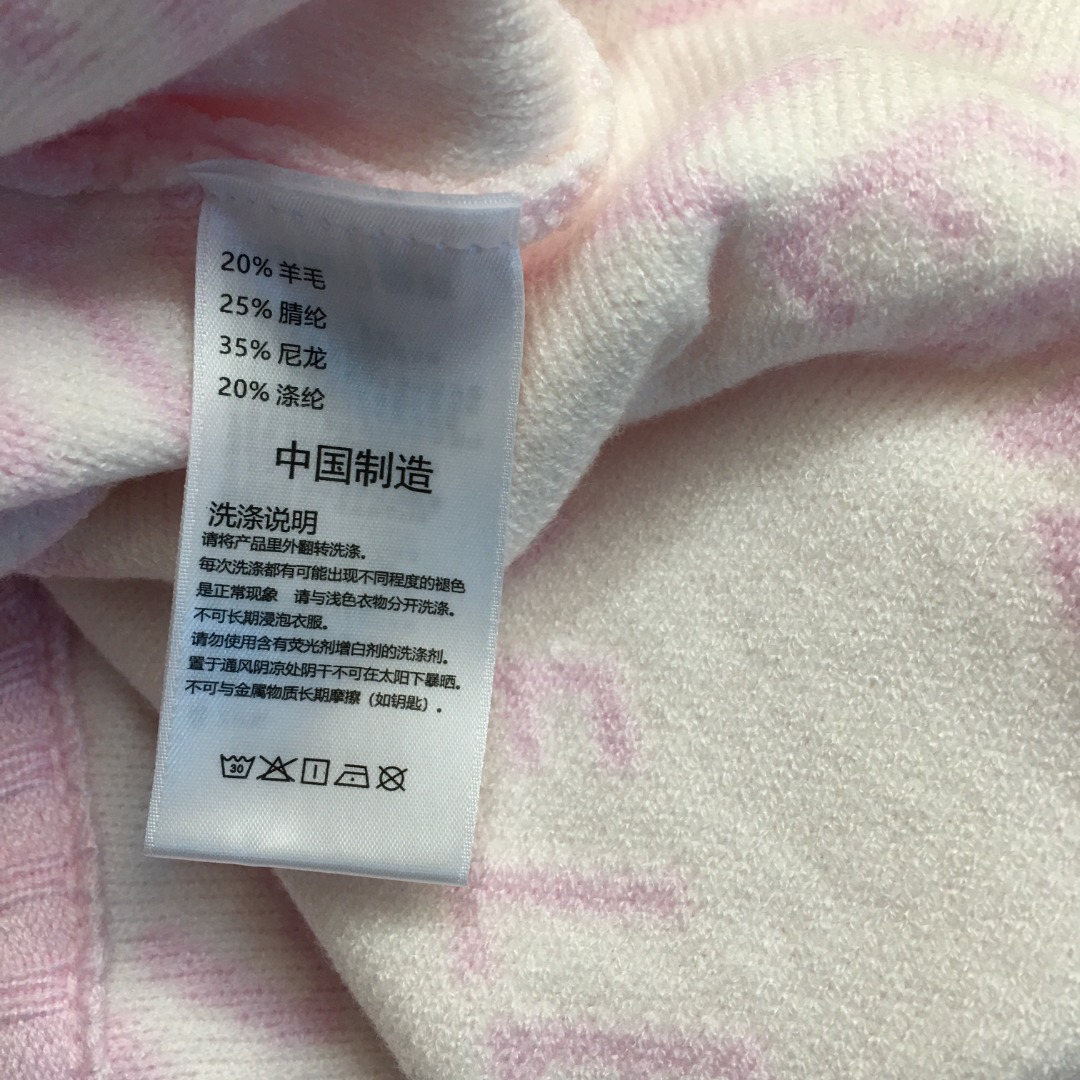 20% 羊毛
25% 腈纶
35% 尼龙
20% 涤纶
中国制造
洗涤说明
请将产品里外翻转洗涤。
每次洗涤都有可能出现不同程度的褪色
是正常现象 请与浅色衣物分开洗涤。
不可长期浸泡衣服。
请勿使用含有荧光剂增白剂的洗涤剂。
置于通风阴凉处阴干不可在太阳下暴晒。
不可与金属物质长期摩擦（如钥匙）.
30